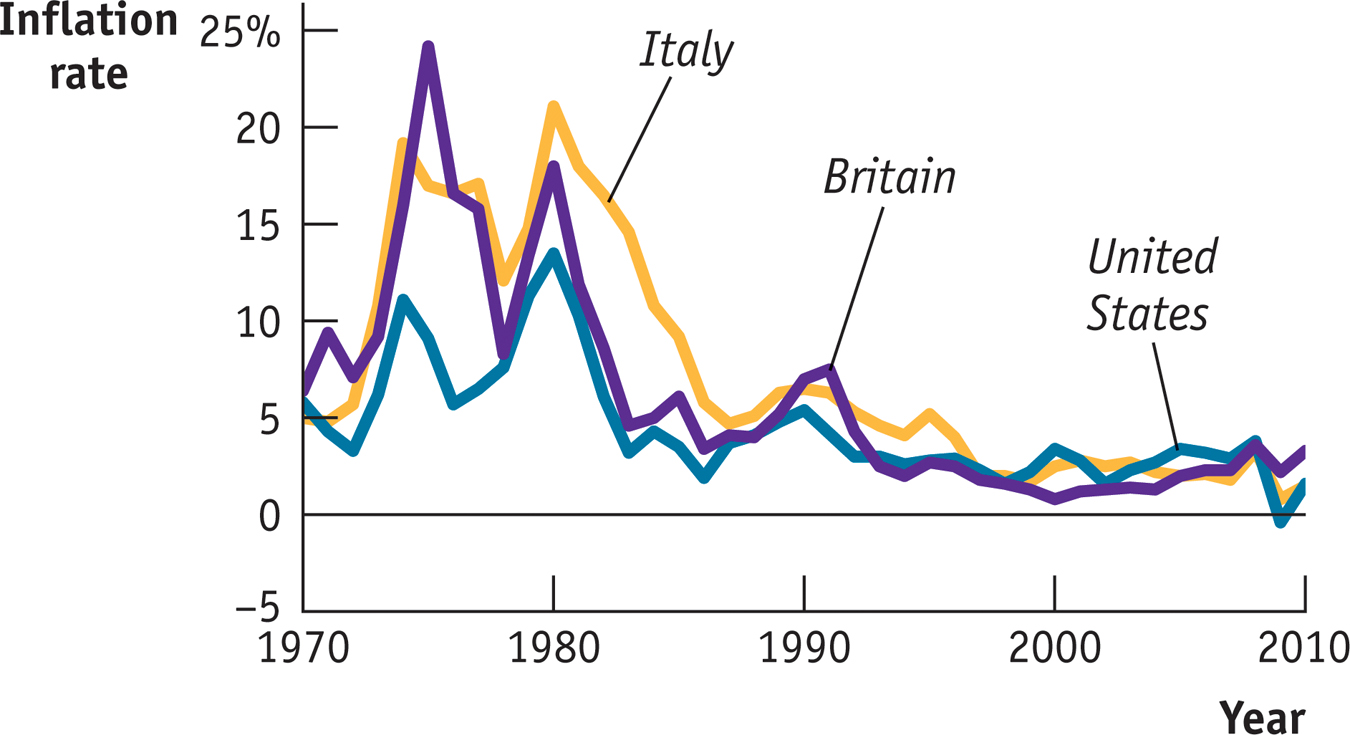 Inflation
rate
25%
20
15
10
5
0
–5
Italy
Britain
United
States
1970 1980 1990 2000 2010
Year